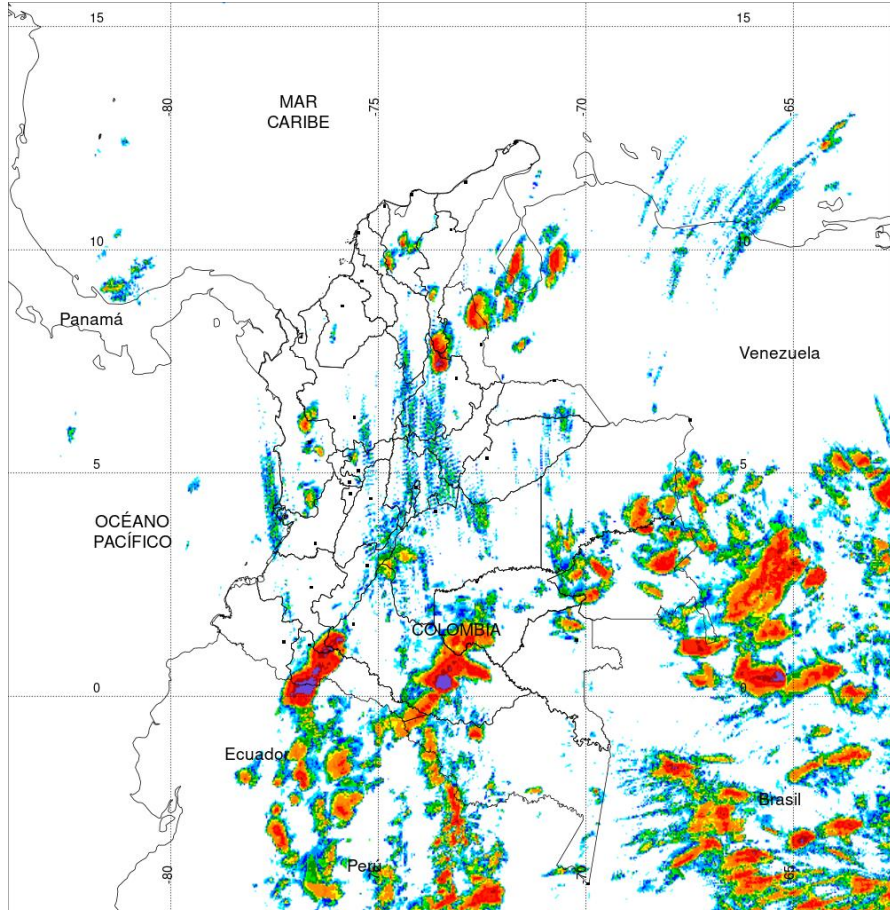 15
15
-80
-75
-70
-65
MAR
CARIBE
10
10
Panamá
Venezuela
5
5
OCÉANO
PACÍFICO
COLOMBIA
0
0
Ecuador
Brasil
Perú
-80
-70
-65